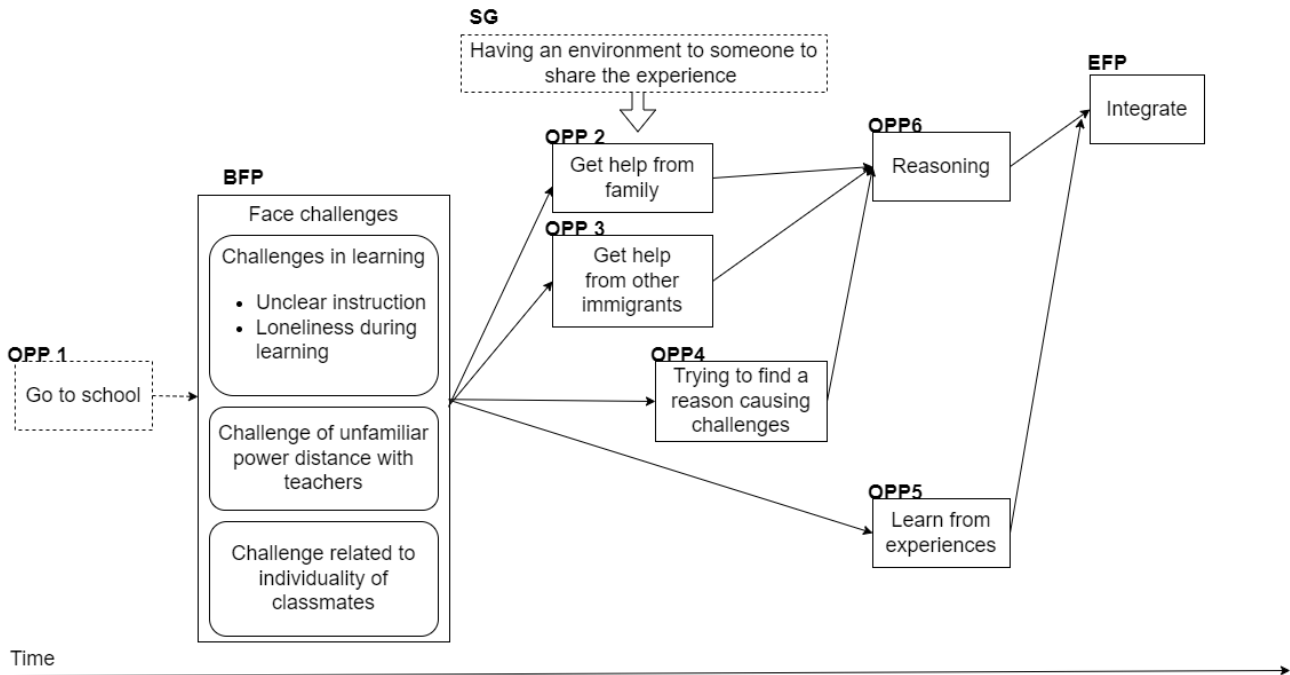 SG
Having an environment to someone to
share the experience
EFP
Integrate
OPP 2
Get help from
family
OPP6
Reasoning
BFP
Face challenges
Challenges in learning
• Unclear instruction
• Loneliness during
learning
Challenge of unfamiliar
power distance with
teachers
Challenge related to
individuality of
classmates
OPP 3
Get help
from other
immigrants
OPP 1
Go to school
OPP4
Trying to find a
reason causing
challenges
OPP5
Learn from
experiences
Time